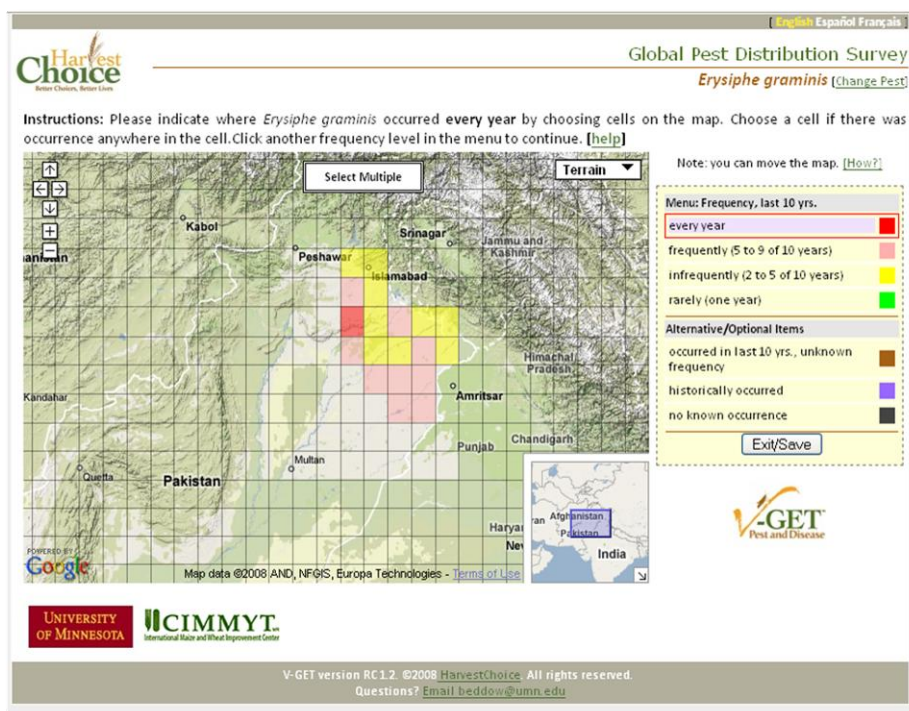 [ English Español Français ]
Harvest
Choice
Better Choices, Better Lives
Global Pest Distribution Survey
Erysiphe graminis [Change Pest]
Instructions: Please indicate where Erysiphe graminis occurred every year by choosing cells on the map. Choose a cell if there was
occurrence anywhere in the cell.Click another frequency level in the menu to continue. [help]
Select Multiple
Terrain
Note: you can move the map. [How?]
Kabol
Srinagar
Jammu and
Kashmir
Peshawar
Islamabad
Himachal
Pradesh
Kandahar
Amritsar
Punjab
Chandigarh
Multan
Quetta
Pakistan
Harya
New
Afghanistan
Pakistan
India
POWERED BY
Google
Map data ©2008 AND, NFGIS, Europa Technologies - Terms of Use
Menu: Frequency, last 10 yrs.
every year
frequently (5 to 9 of 10 years)
infrequently (2 to 5 of 10 years)
rarely (one year)
Alternative/Optional Items
occurred in last 10 yrs., unknown
frequency
historically occurred
no known occurrence
Exit/Save
V-GET
Pest and Disease
UNIVERSITY
OF MINNESOTA
CIMMYT
International Maize and Wheat Improvement Center
V-GET version RC1.2. ©2008 HarvestChoice. All rights reserved.
Questions? Email beddow@umn.edu